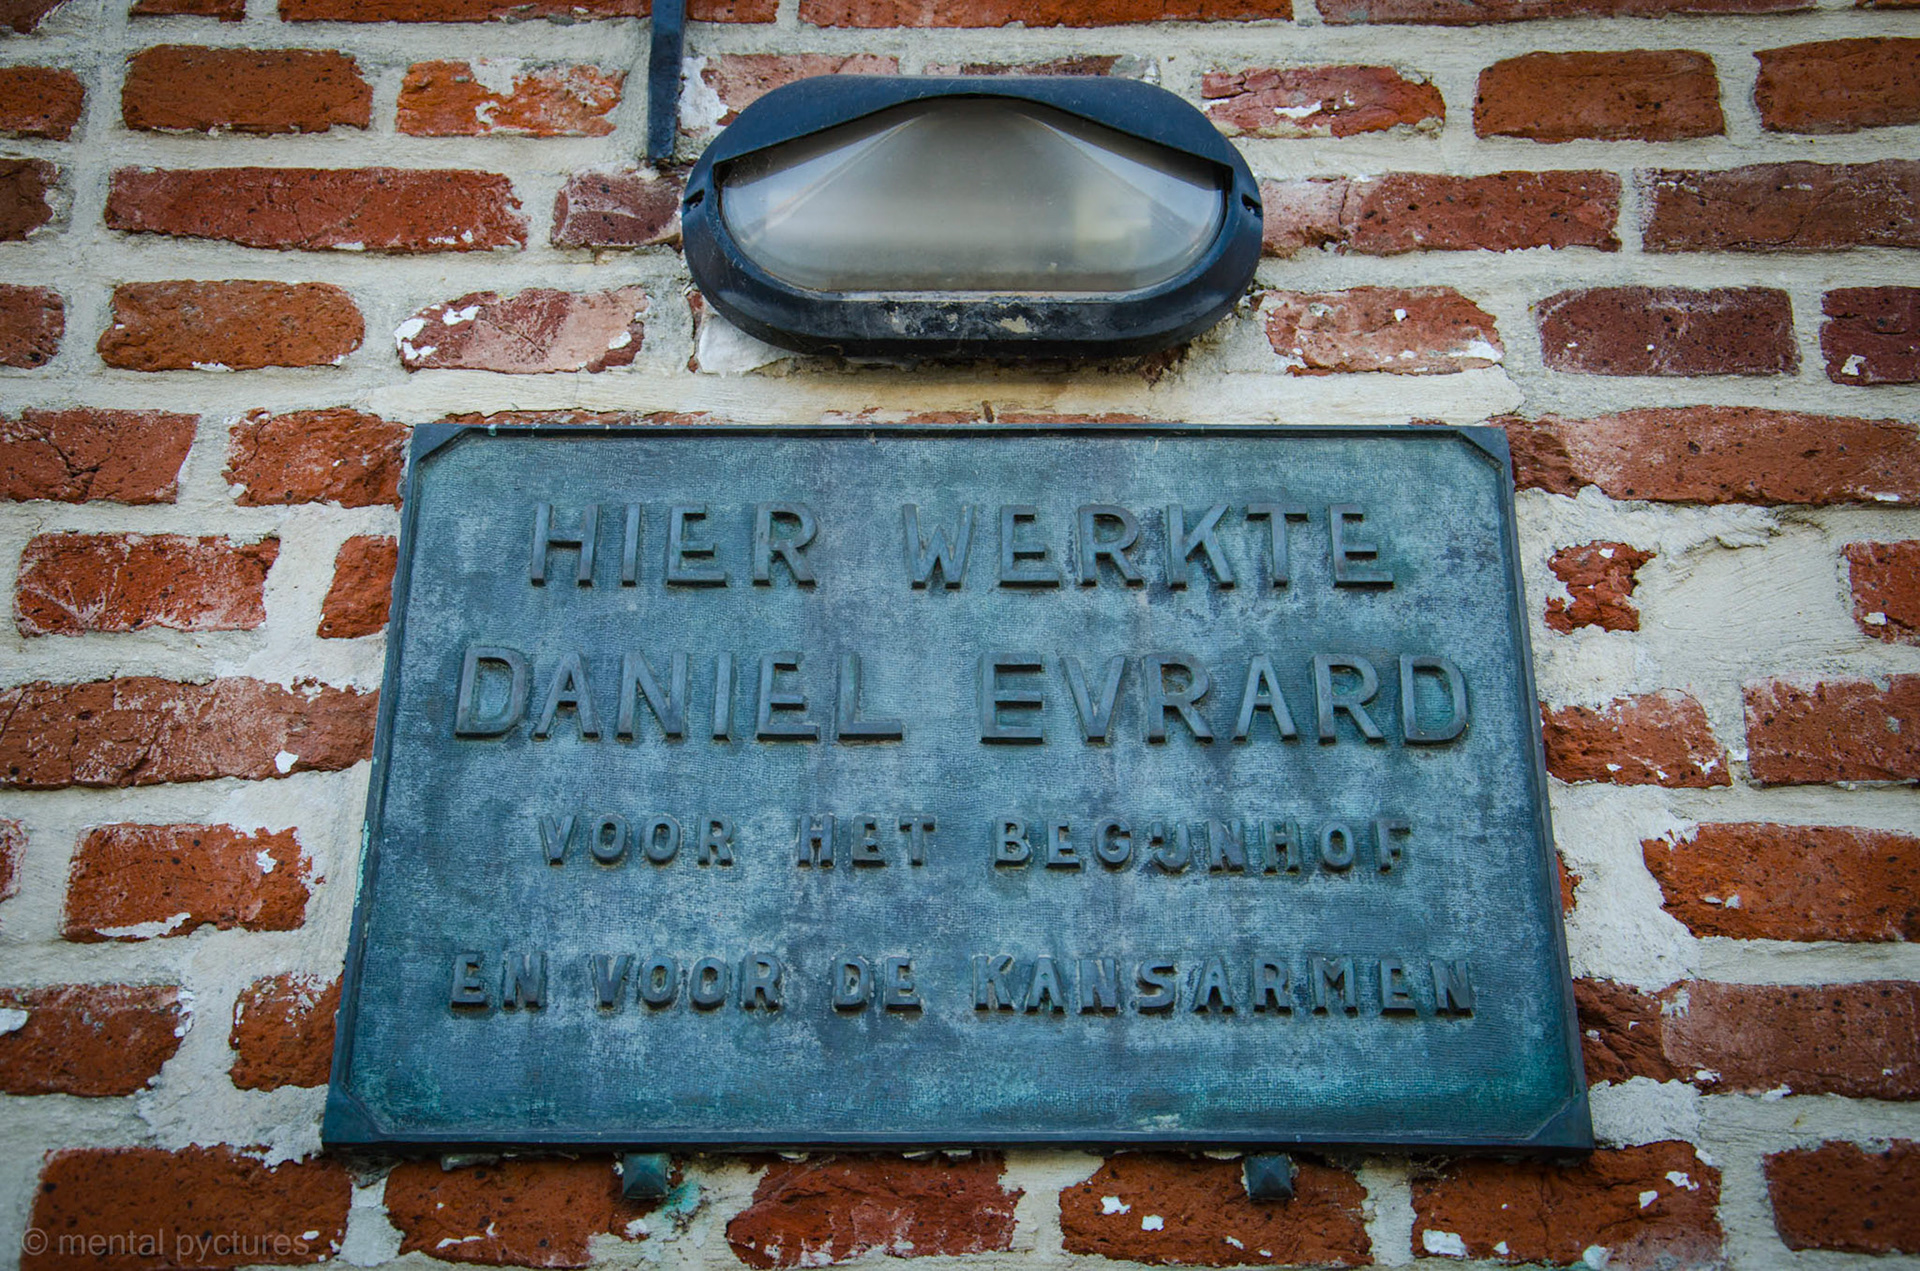 HIER WERKTE
DANIEL EVRARD
VOOR HET BEGIJNHOF
EN VOOR DE KANSARMEN
© mental pyctures